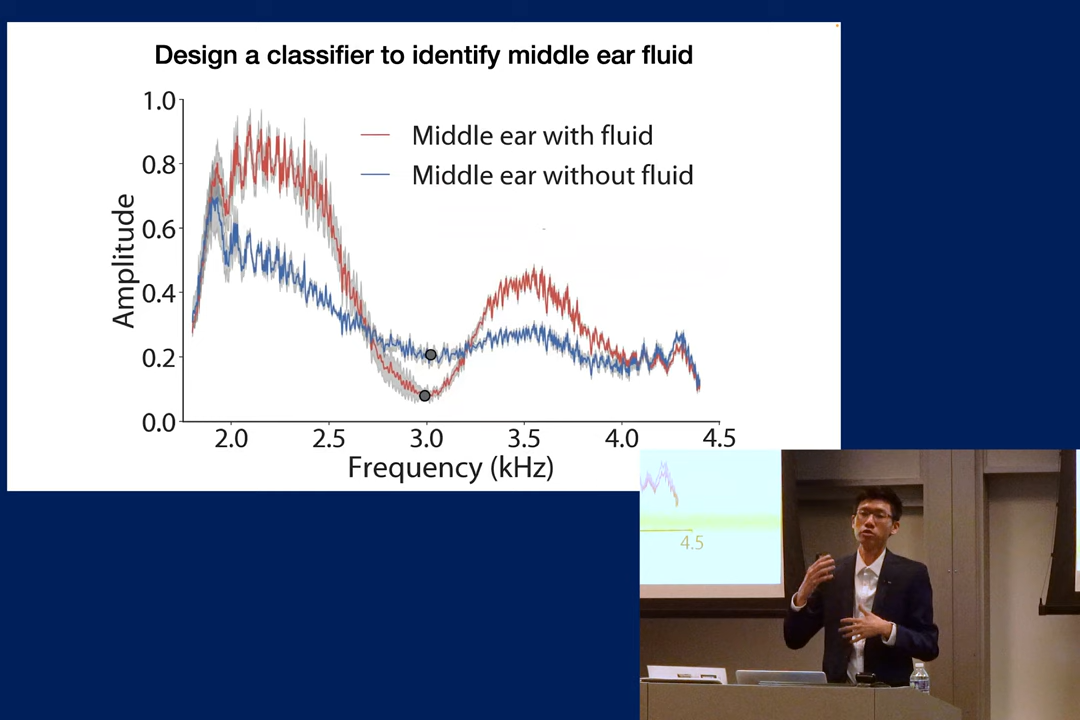 Design a classifier to identify middle ear fluid
1.0
0.8
0.6
0.4
0.2
0.0
Amplitude
Middle ear with fluid
Middle ear without fluid
2.0 2.5 3.0 3.5 4.0 4.5
Frequency (kHz)
4.5